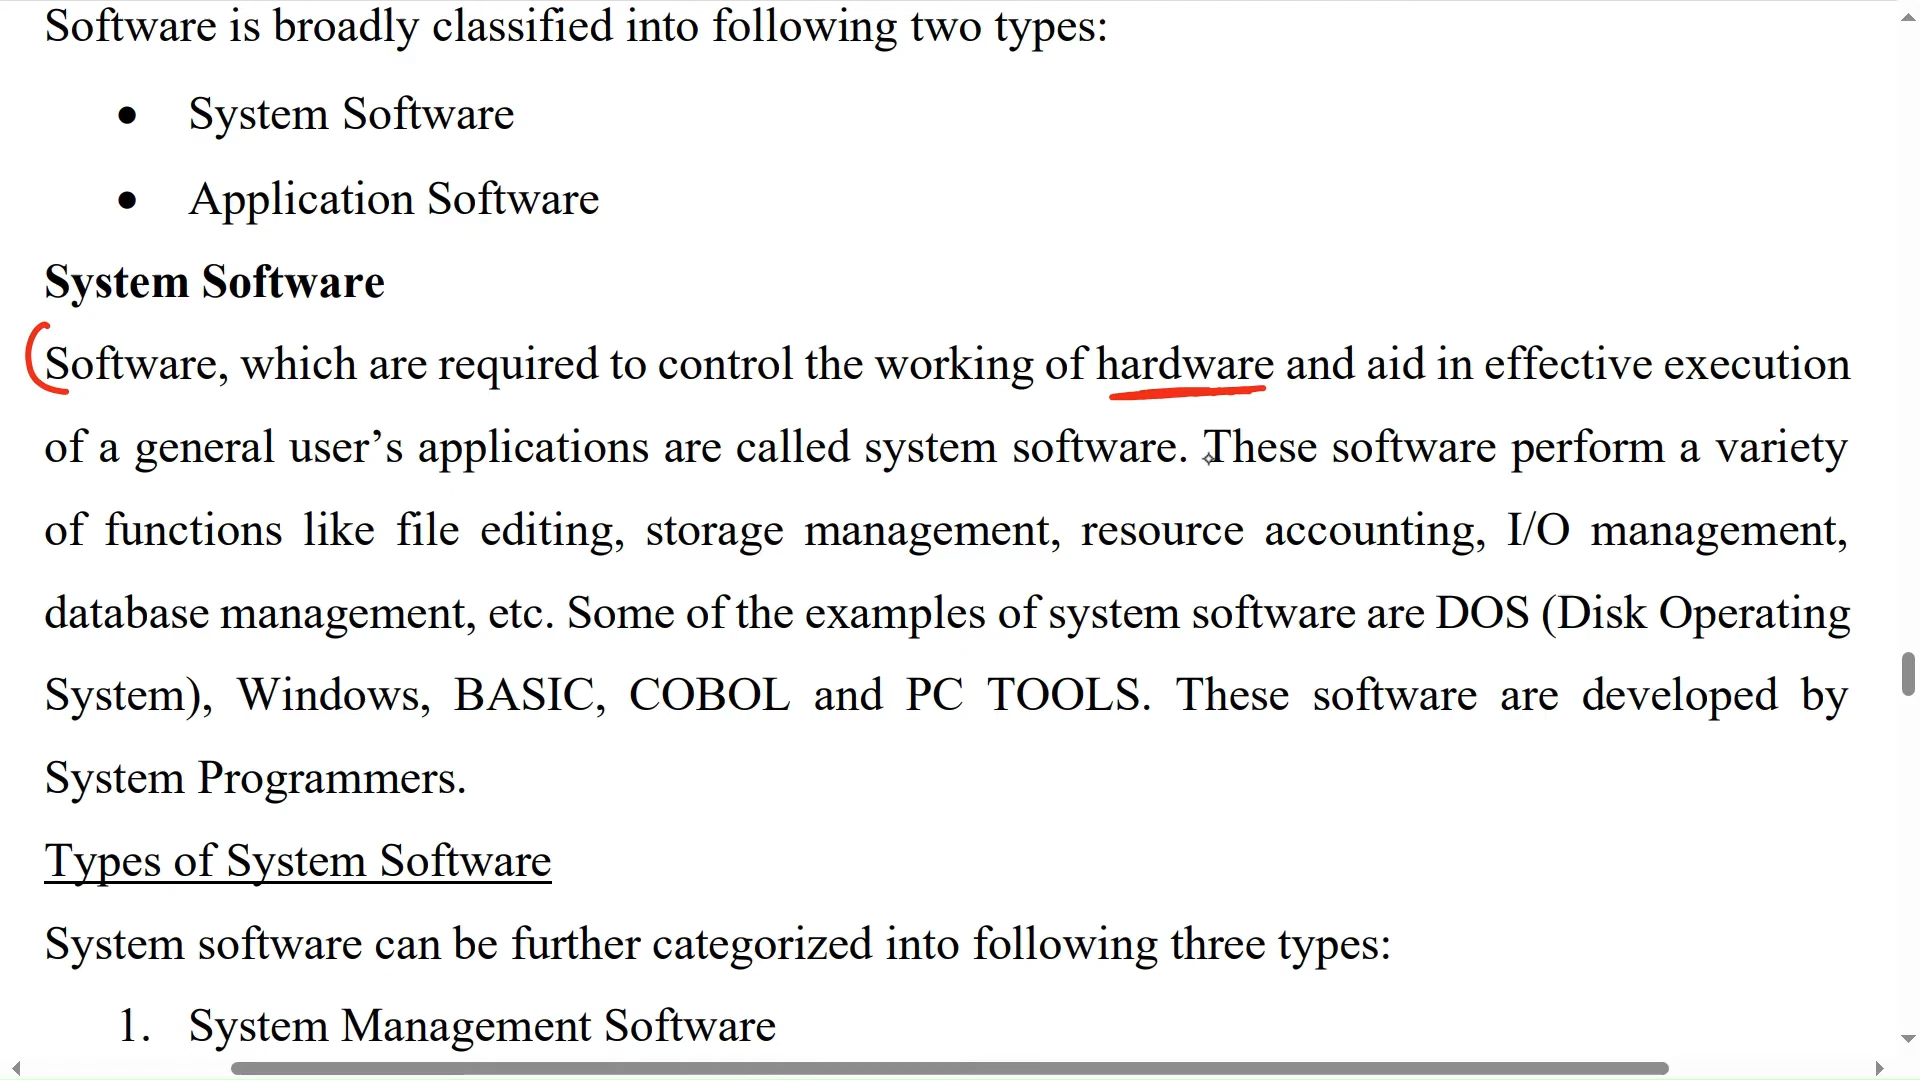 Software is broadly classified into following two types:
• System Software
• Application Software
System Software
Software, which are required to control the working of hardware and aid in effective execution
of a general user’s applications are called system software. These software perform a variety
of functions like file editing, storage management, resource accounting, I/O management,
database management, etc. Some of the examples of system software are DOS (Disk Operating
System), Windows, BASIC, COBOL and PC TOOLS. These software are developed by
System Programmers.
Types of System Software
System software can be further categorized into following three types:
1. System Management Software